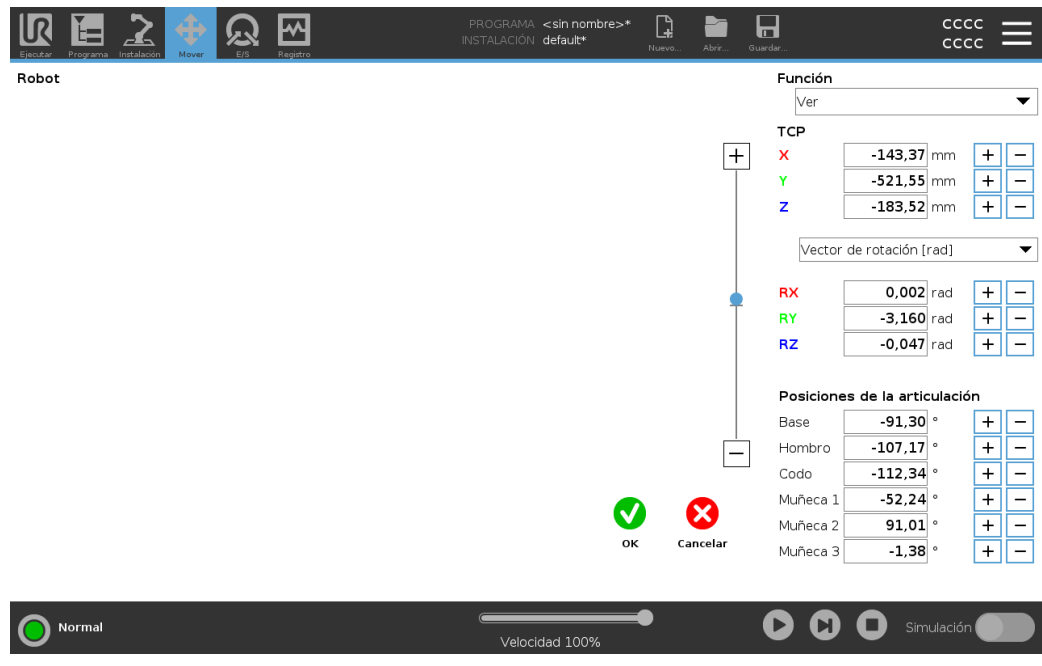 PROGRAMA <sin nombre>*
INSTALACIÓN default*
Ejecutar Programa Instalación Mover E/S Registro
Nuevo... Abrir... Guardar...
CCCC
CCCC
Robot
Función
Ver
TCP
X -143,37 mm + −
Y -521,55 mm + −
Z -183,52 mm + −
Vector de rotación [rad]
RX 0,002 rad + −
RY -3,160 rad + −
RZ -0,047 rad + −
Posiciones de la articulación
Base -91,30 ° + −
Hombro -107,17 ° + −
Codo -112,34 ° + −
Muñeca 1 -52,24 ° + −
Muñeca 2 91,01 ° + −
Muñeca 3 -1,38 ° + −
OK Cancelar
Normal
Velocidad 100%
Simulación